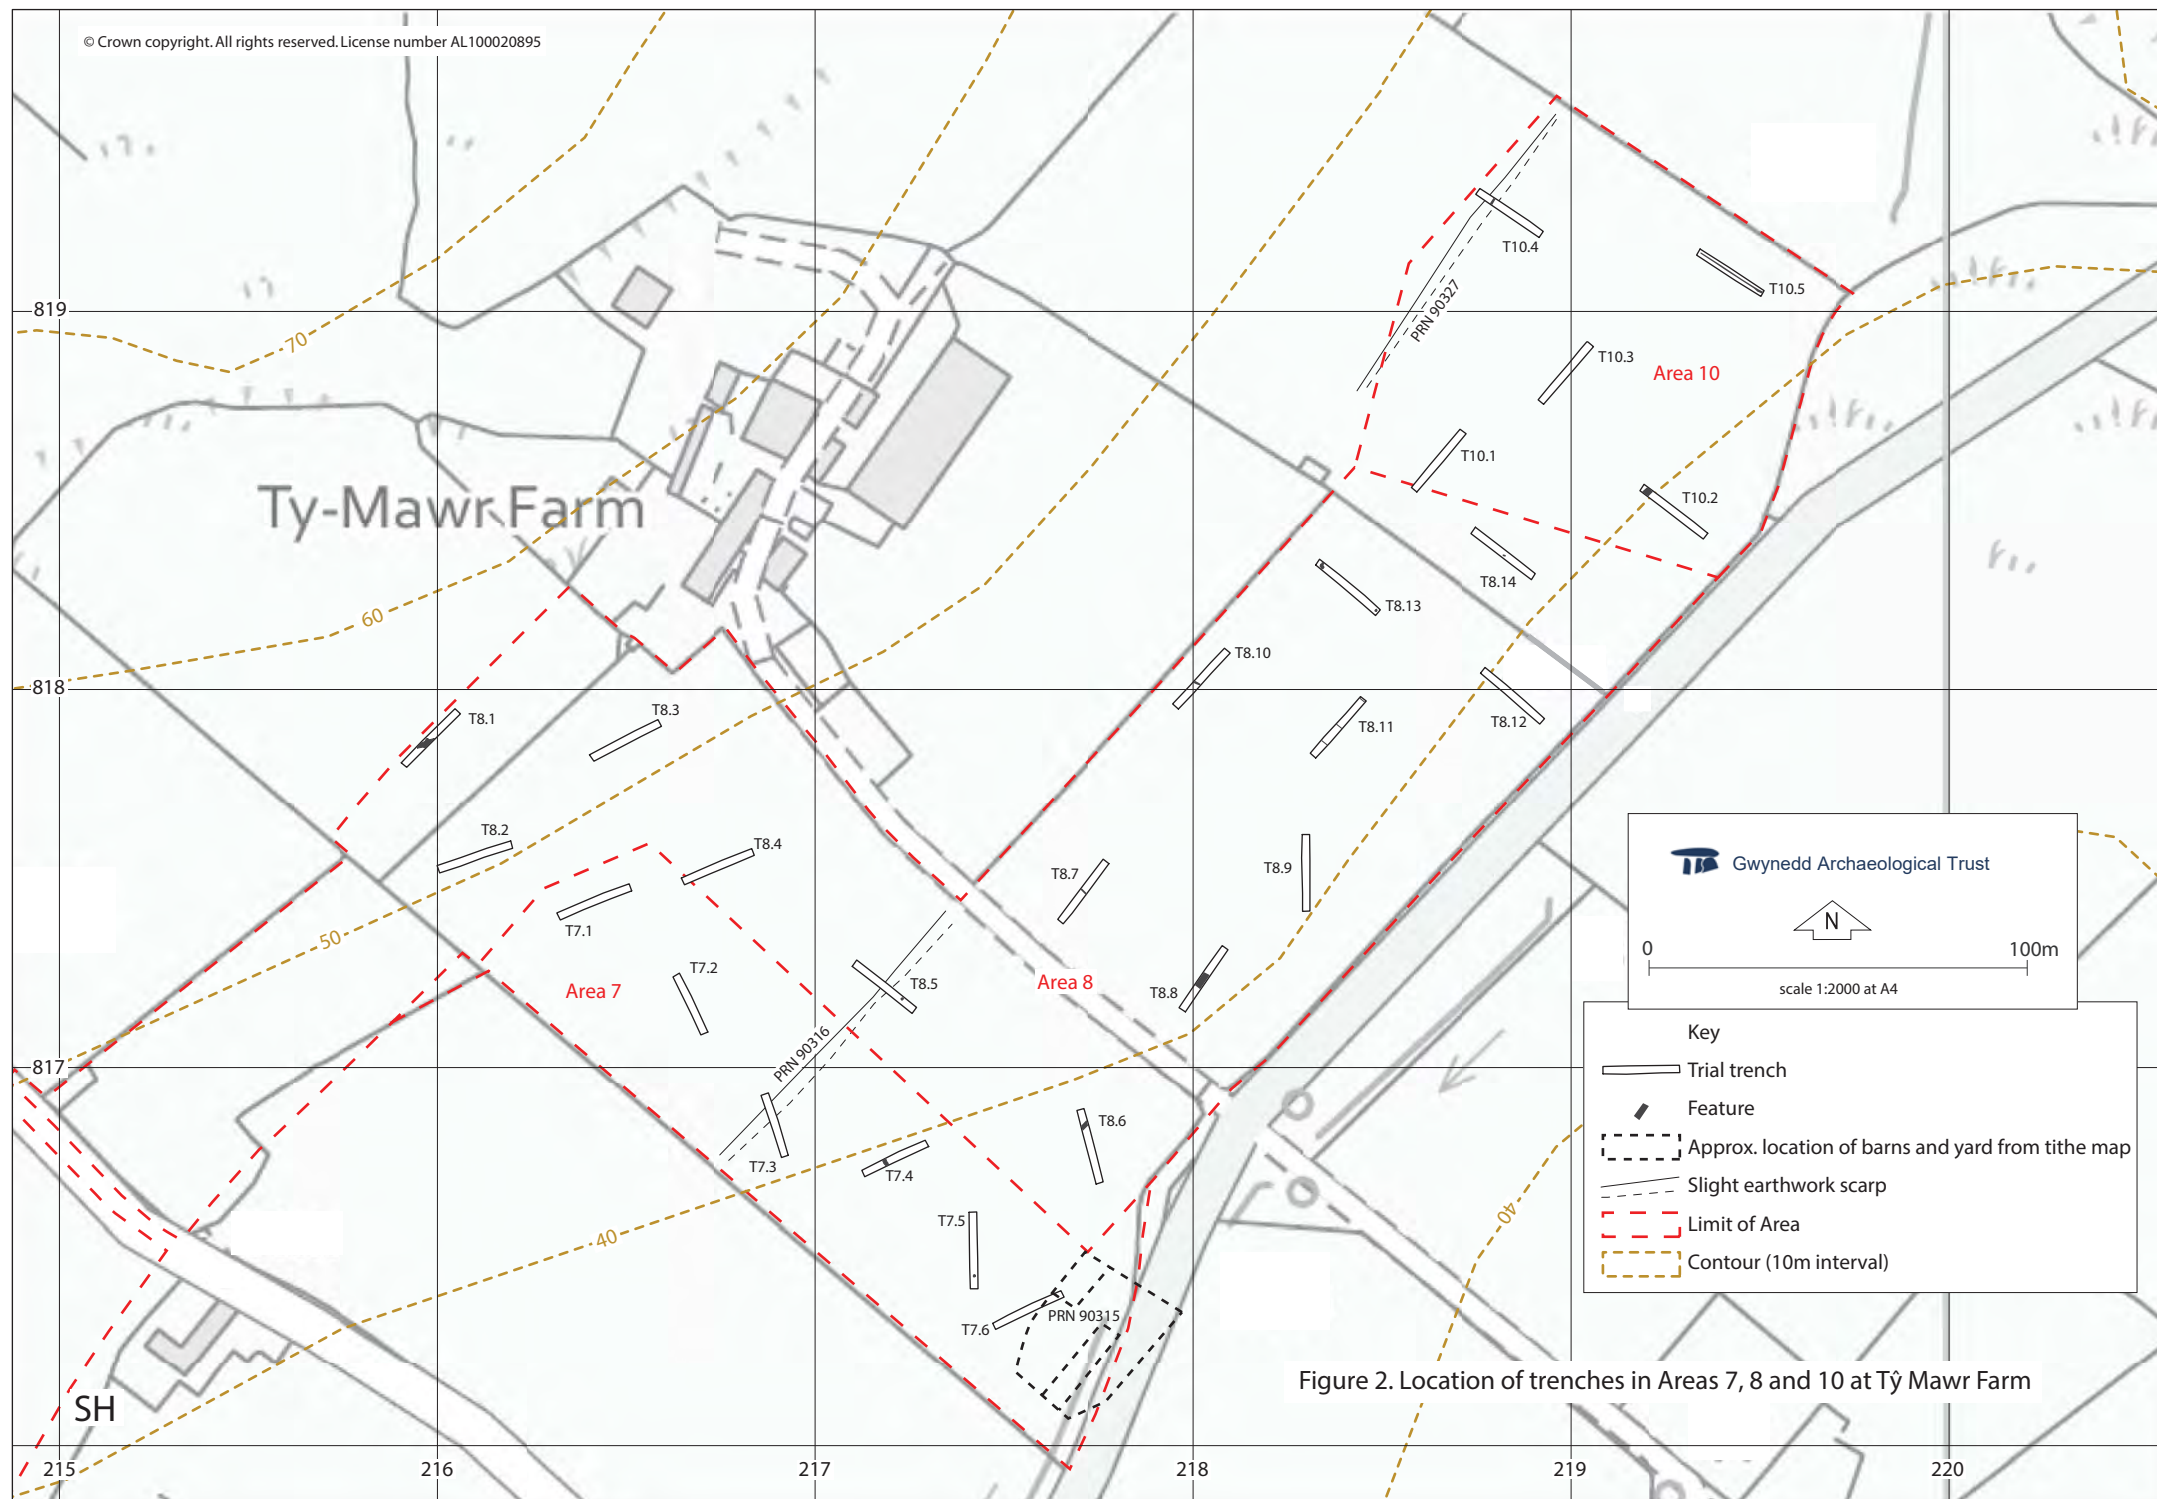 © Crown copyright. All rights reserved. License number AL100020895
T10.4
70
819
T10.5
PRN 90327
T10.3
Area 10
T10.1
Ty-Mawr Farm
T10.2
T8.14
T8.13
60
T8.10
818
T8.1
T8.3
T8.11
T8.12
T8.2
T8.4
T8.7
T8.9
T7.1
50
T7.2
Area 7
T8.5
Area 8
T8.8
PRN 90316
817
T8.6
T7.3
T7.4
40
T7.5
40
PRN 90315
T7.6
Gwynedd Archaeological Trust
N
0
100m
scale 1:2000 at A4
Key
Trial trench
Feature
Approx. location of barns and yard from tithe map
Slight earthwork scarp
Limit of Area
Contour (10m interval)
Figure 2. Location of trenches in Areas 7, 8 and 10 at Tŷ Mawr Farm
SH
215
216
217
218
219
220